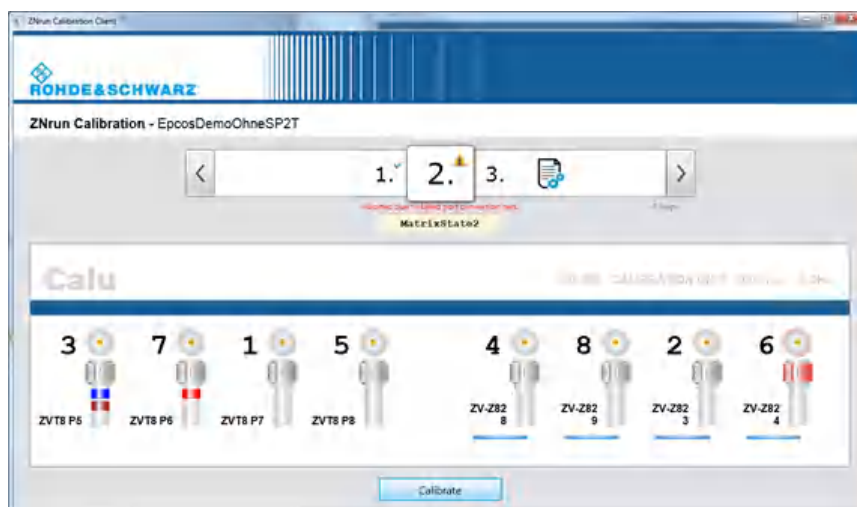 ZNrun Calibration Client
ROHDE&SCHWARZ
ZNrun Calibration - EpcosDemoOhneSP2T
1. 2. 3.
MatrixState2
Calu
3 7 1 5 4 8 2 6
ZVT8 P5 ZVT8 P6 ZVT8 P7 ZVT8 P8 ZV-Z82 8 ZV-Z82 9 ZV-Z82 3 ZV-Z82 4
Calibrate